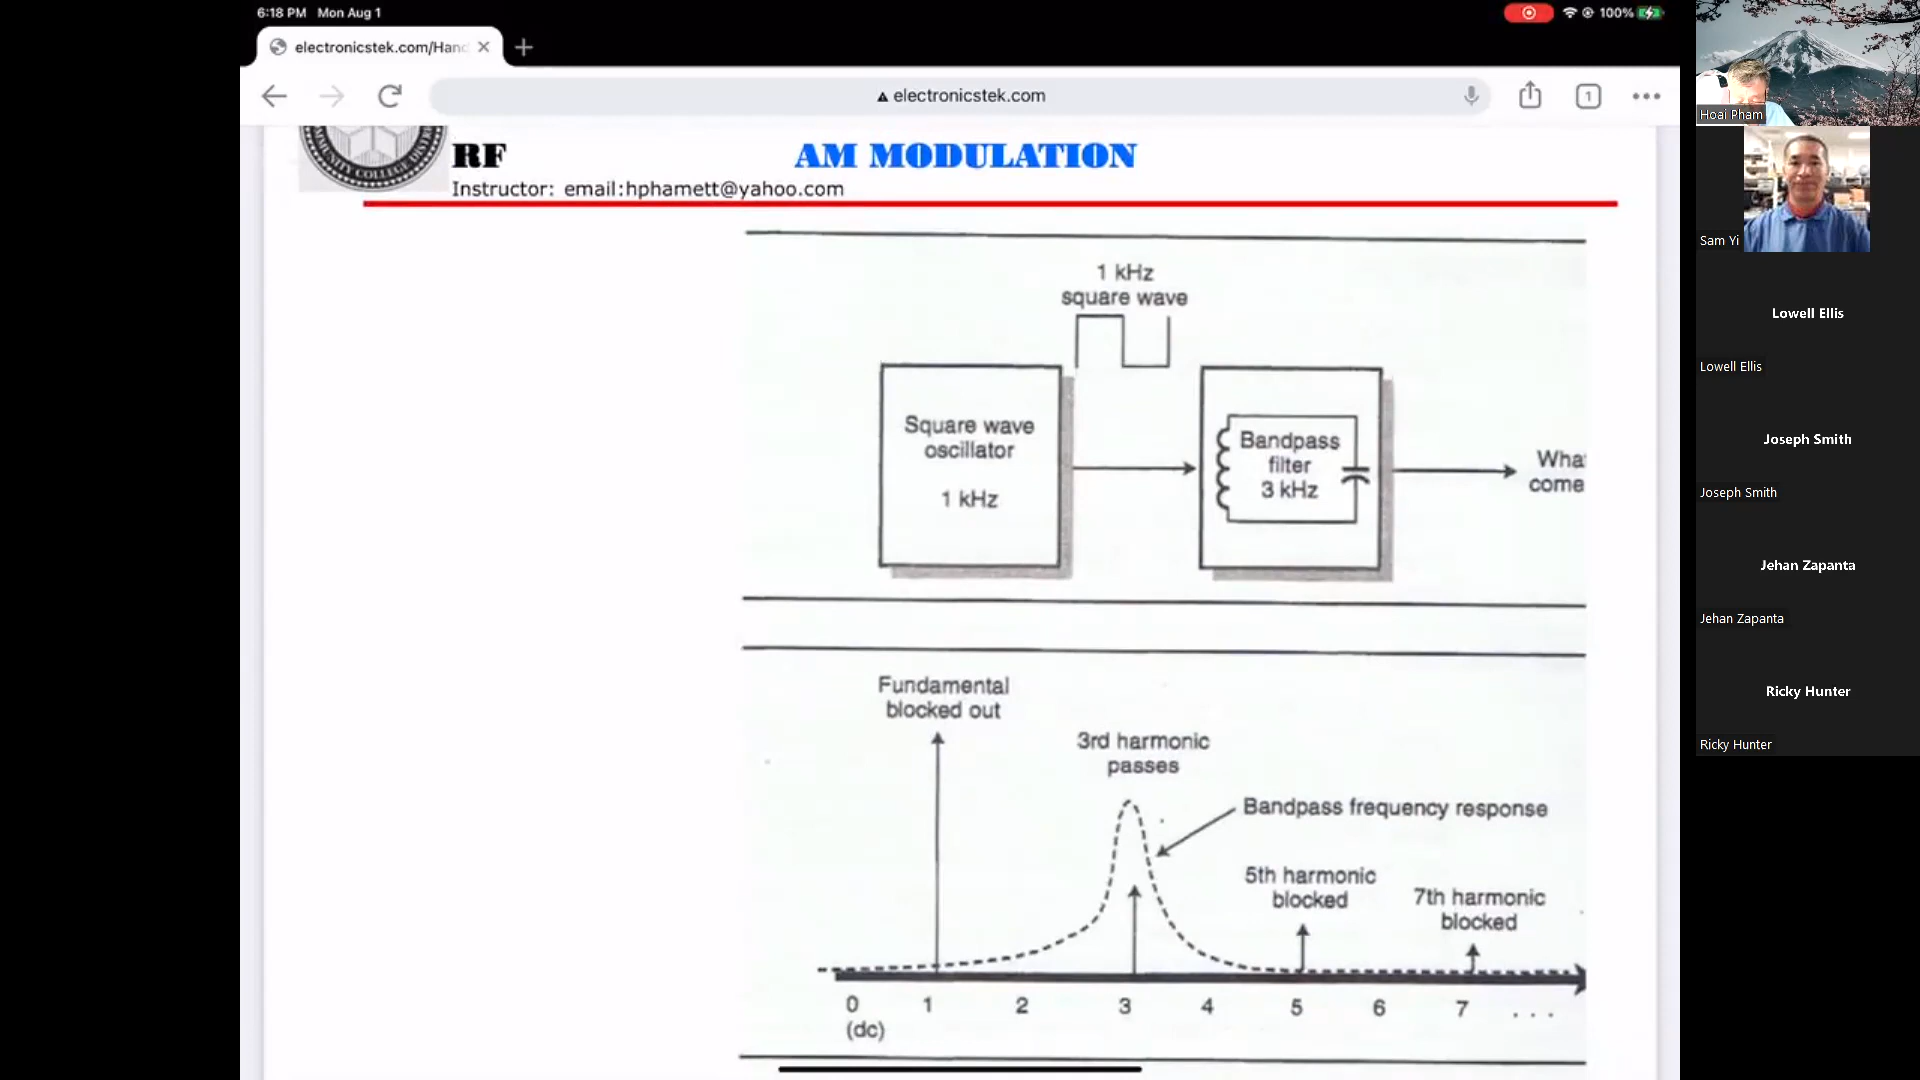 6:18 PM Mon Aug 1
100%
electronicstek.com/Hand
electronicstek.com
1
RF
AM MODULATION
Instructor: email:hphamett@yahoo.com
1 kHz
square wave
Square wave
oscillator
1 kHz
Bandpass
filter
3 kHz
Wha
come
Fundamental
blocked out
3rd harmonic
passes
Bandpass frequency response
5th harmonic
blocked
7th harmonic
blocked
0 1 2 3 4 5 6 7 . . .
(dc)
Hoai Pham
Sam Yi
Lowell Ellis
Lowell Ellis
Joseph Smith
Joseph Smith
Jehan Zapanta
Jehan Zapanta
Ricky Hunter
Ricky Hunter